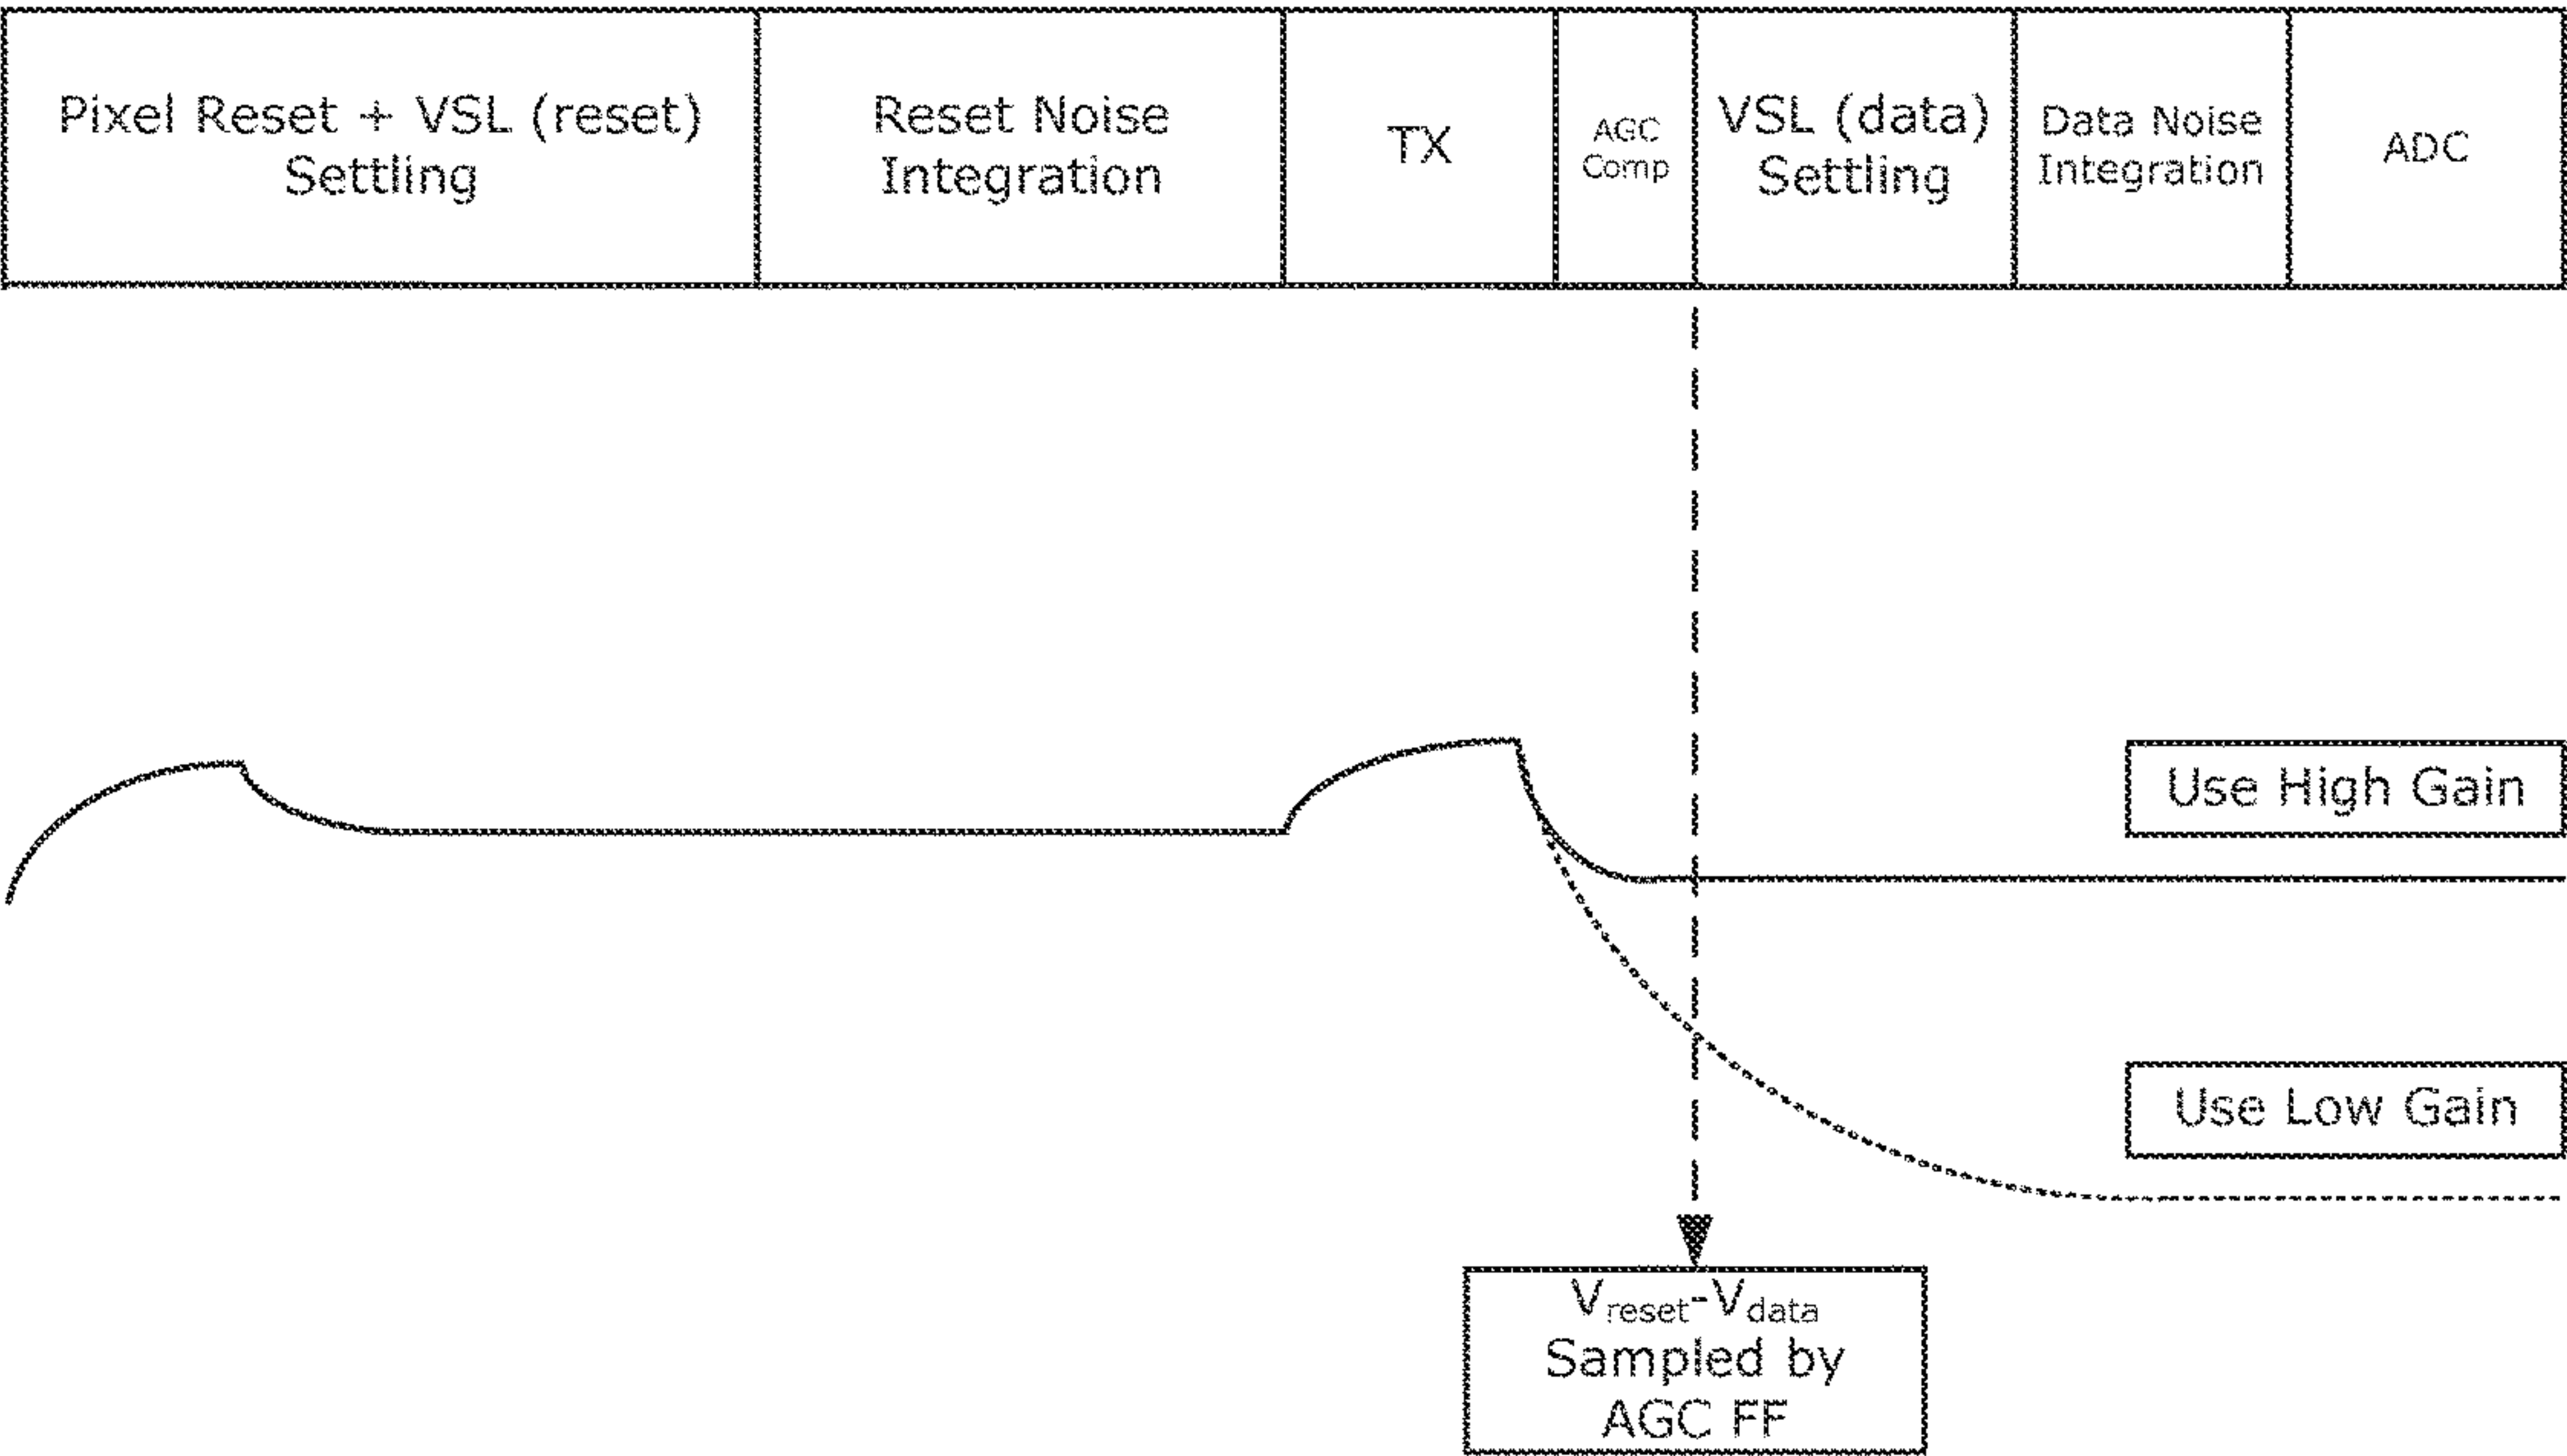 Pixel Reset + VSL (reset)
Settling
Reset Noise
Integration
TX
AGC
Comp
VSL (data)
Settling
Data Noise
Integration
ADC
Use High Gain
Use Low Gain
Vreset-Vdata
Sampled by
AGC FF